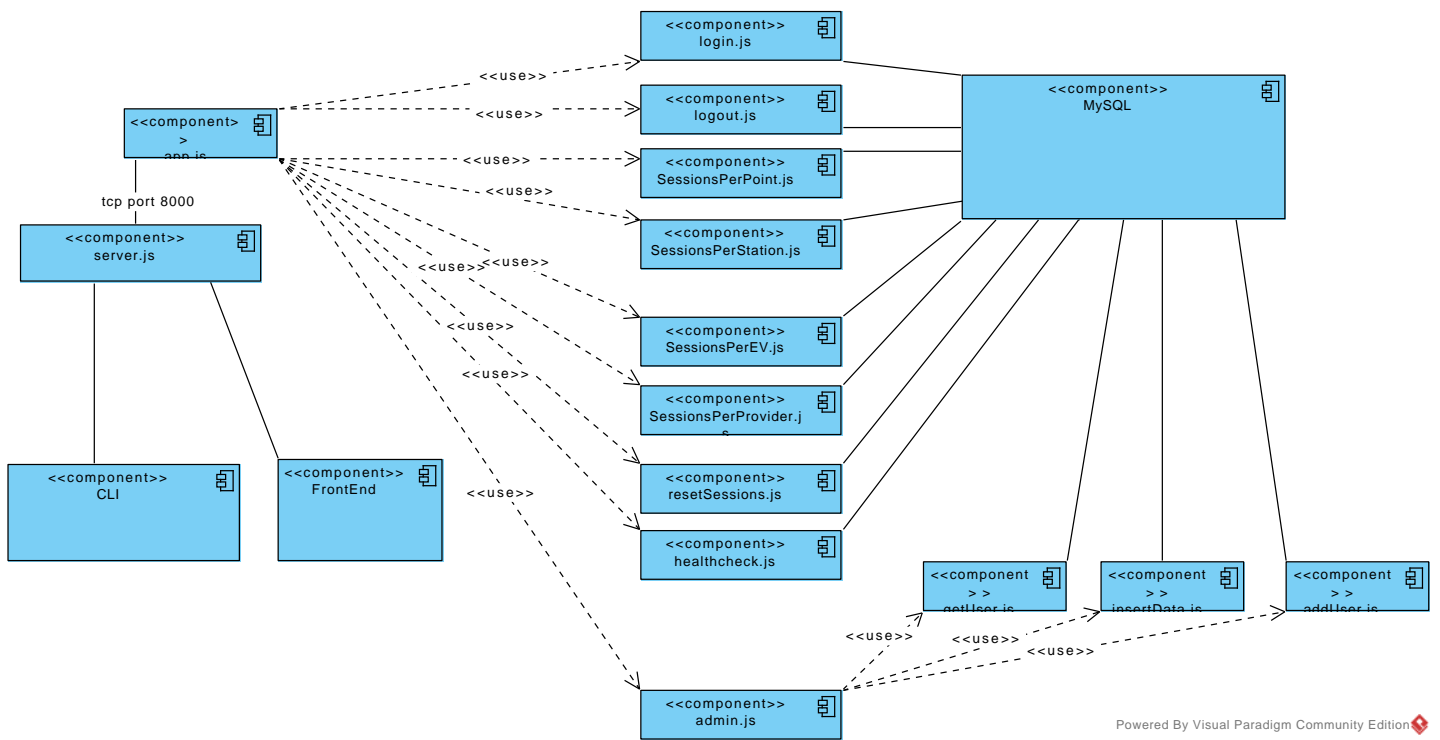 <<component>>
login.js
<<use>>
<<component>>
MySQL
<<component>>
logout.js
<<use>>
<<component>
>
app.js
<<component>>
SessionsPerPoint.js
<<use>>
<<use>>
tcp port 8000
<<component>>
server.js
<<component>>
SessionsPerStation.js
<<use>>
<<use>>
<<component>>
SessionsPerEV.js
<<use>>
<<use>>
<<component>>
SessionsPerProvider.j
s
<<component>>
CLI
<<component>>
FrontEnd
<<component>>
resetSessions.js
<<use>>
<<component>>
healthcheck.js
<<component
> >
getUser.js
<<component
> >
insertData.js
<<component
> >
addUser.js
<<use>>
<<use>>
<<use>>
<<component>>
admin.js
Powered By Visual Paradigm Community Edition